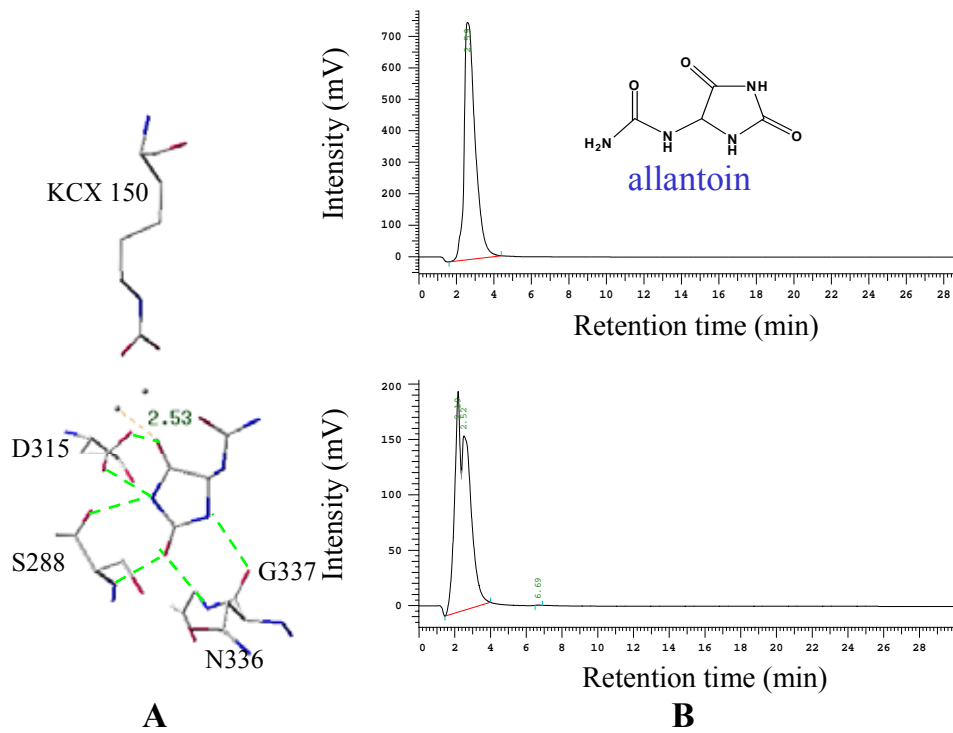 KCX 150
2.53
D315
S288
G337
N336
A
Intensity (mV)
700
600
500
400
300
200
100
0
O
O
NH
H₂N
NH
N
H
O
allantoin
0 2 4 6 8 10 12 14 16 18 20 22 24 26 28
Retention time (min)
Intensity (mV)
200
150
100
50
0
2.52
6.69
0 2 4 6 8 10 12 14 16 18 20 22 24 26 28
Retention time (min)
B